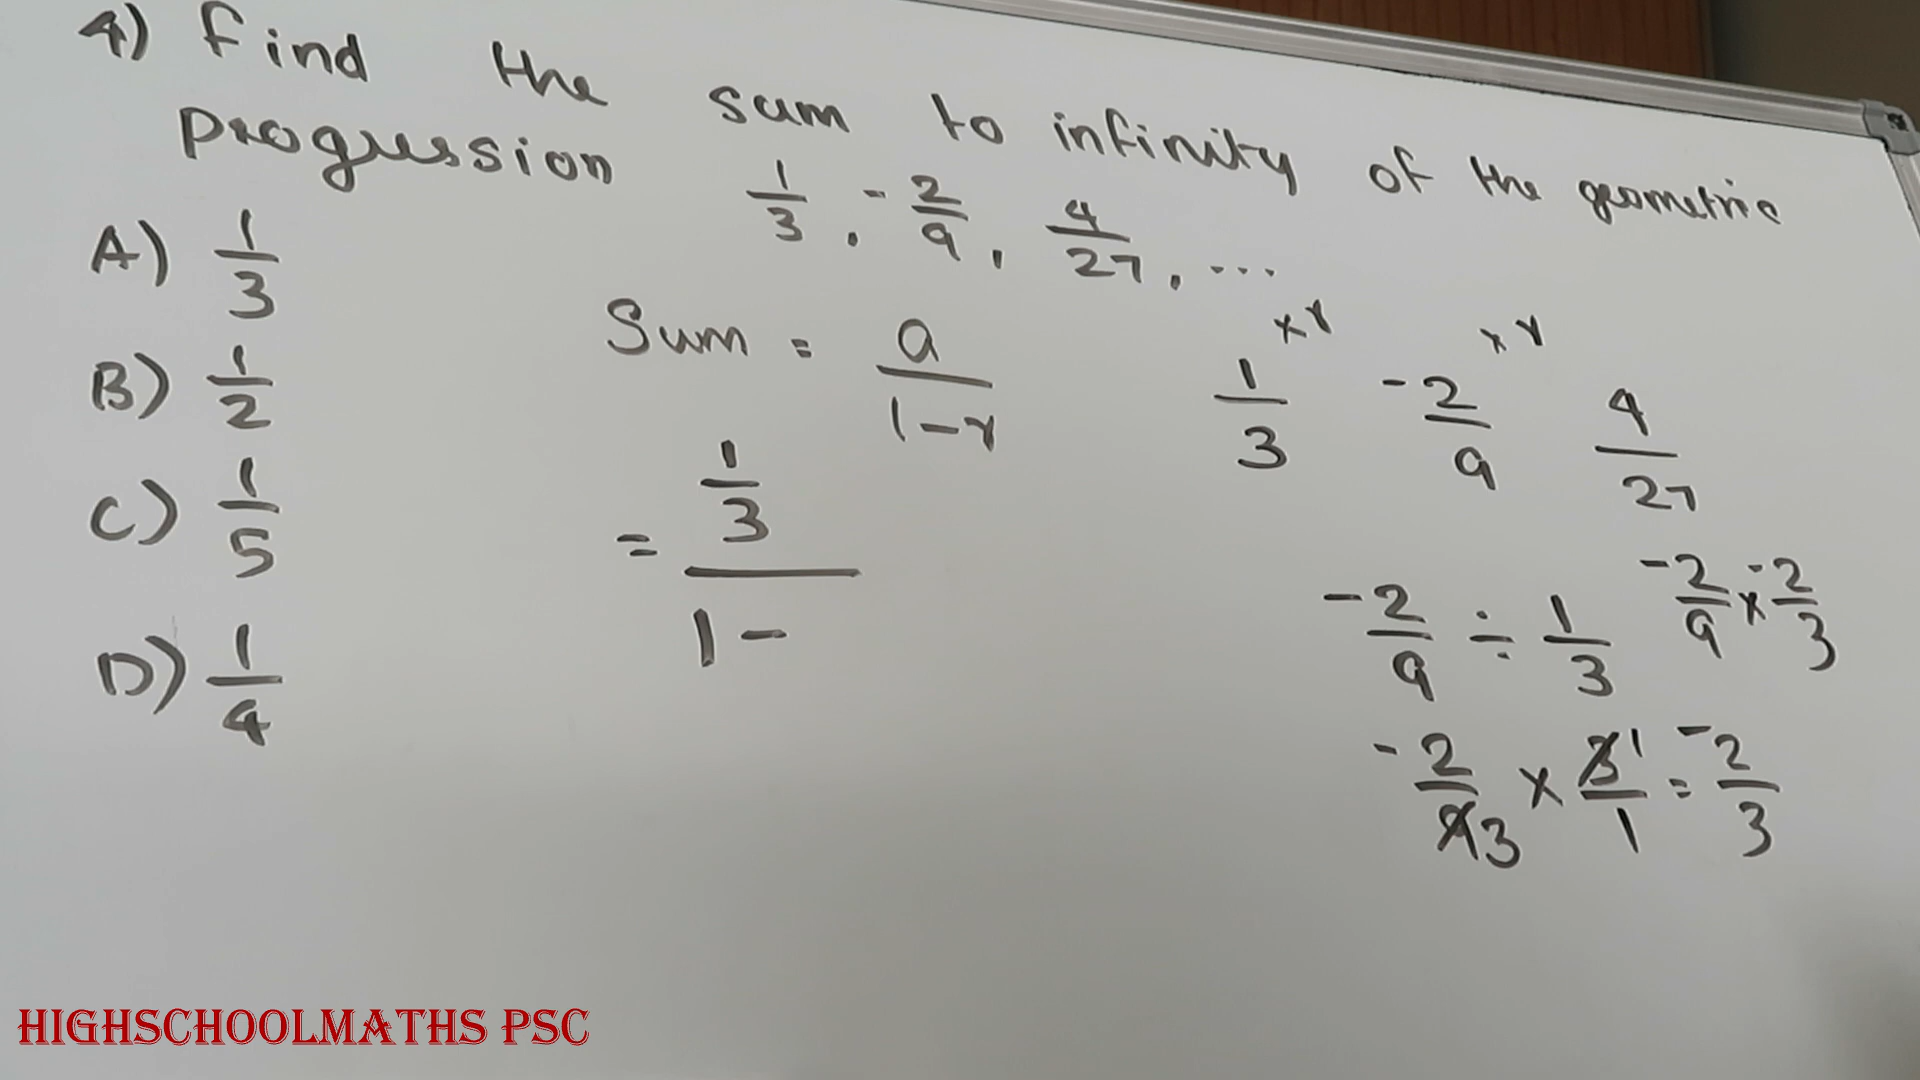 4) Find the sum to infinity of the geometric
progression 1/3, -2/9, 4/27, ...
A) 1/3
B) 1/2
C) 1/5
D) 1/4
Sum = a/(1-r)
= (1/3)/(1-
×r ×r
1/3 -2/9 4/27
-2/9 ÷ 1/3
-2/9 × -2/3
-2/9 3 × 3 1/1 = -2/3
HIGHSCHOOLMATHS PSC